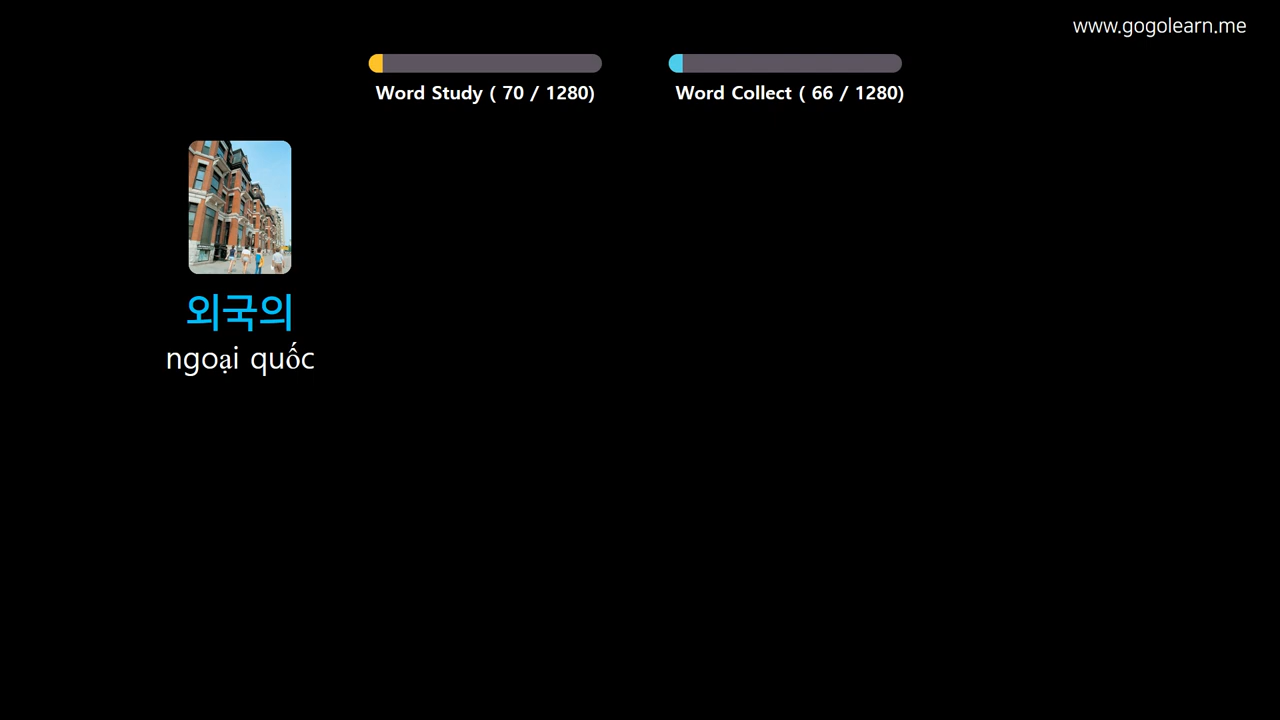 www.gogolearn.me
Word Study ( 70 / 1280)
Word Collect ( 66 / 1280)
외국의
ngoại quốc